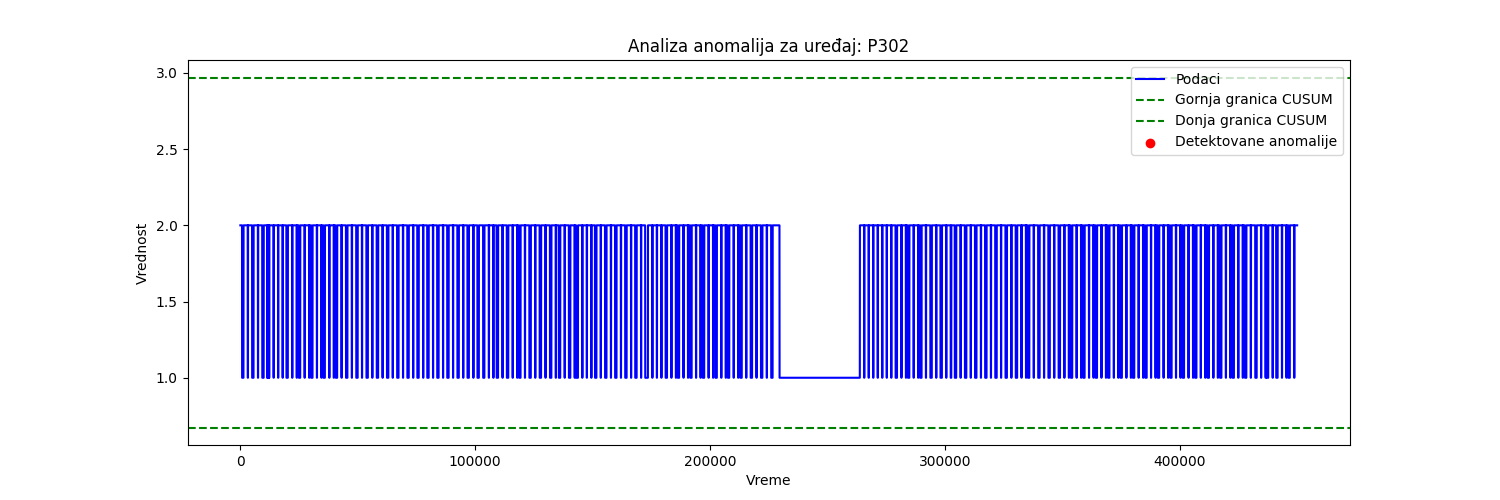 Analiza anomalija za uređaj: P302
Vrednost
3.0
2.5
2.0
1.5
1.0
Podaci
Gornja granica CUSUM
Donja granica CUSUM
Detektovane anomalije
0
100000
200000
300000
400000
Vreme